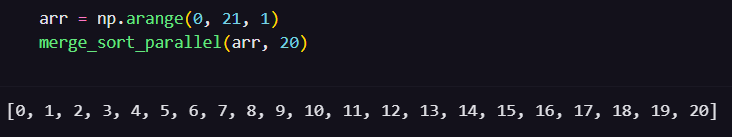 arr = np.arange(0, 21, 1)
merge_sort_parallel(arr, 20)
[0, 1, 2, 3, 4, 5, 6, 7, 8, 9, 10, 11, 12, 13, 14, 15, 16, 17, 18, 19, 20]